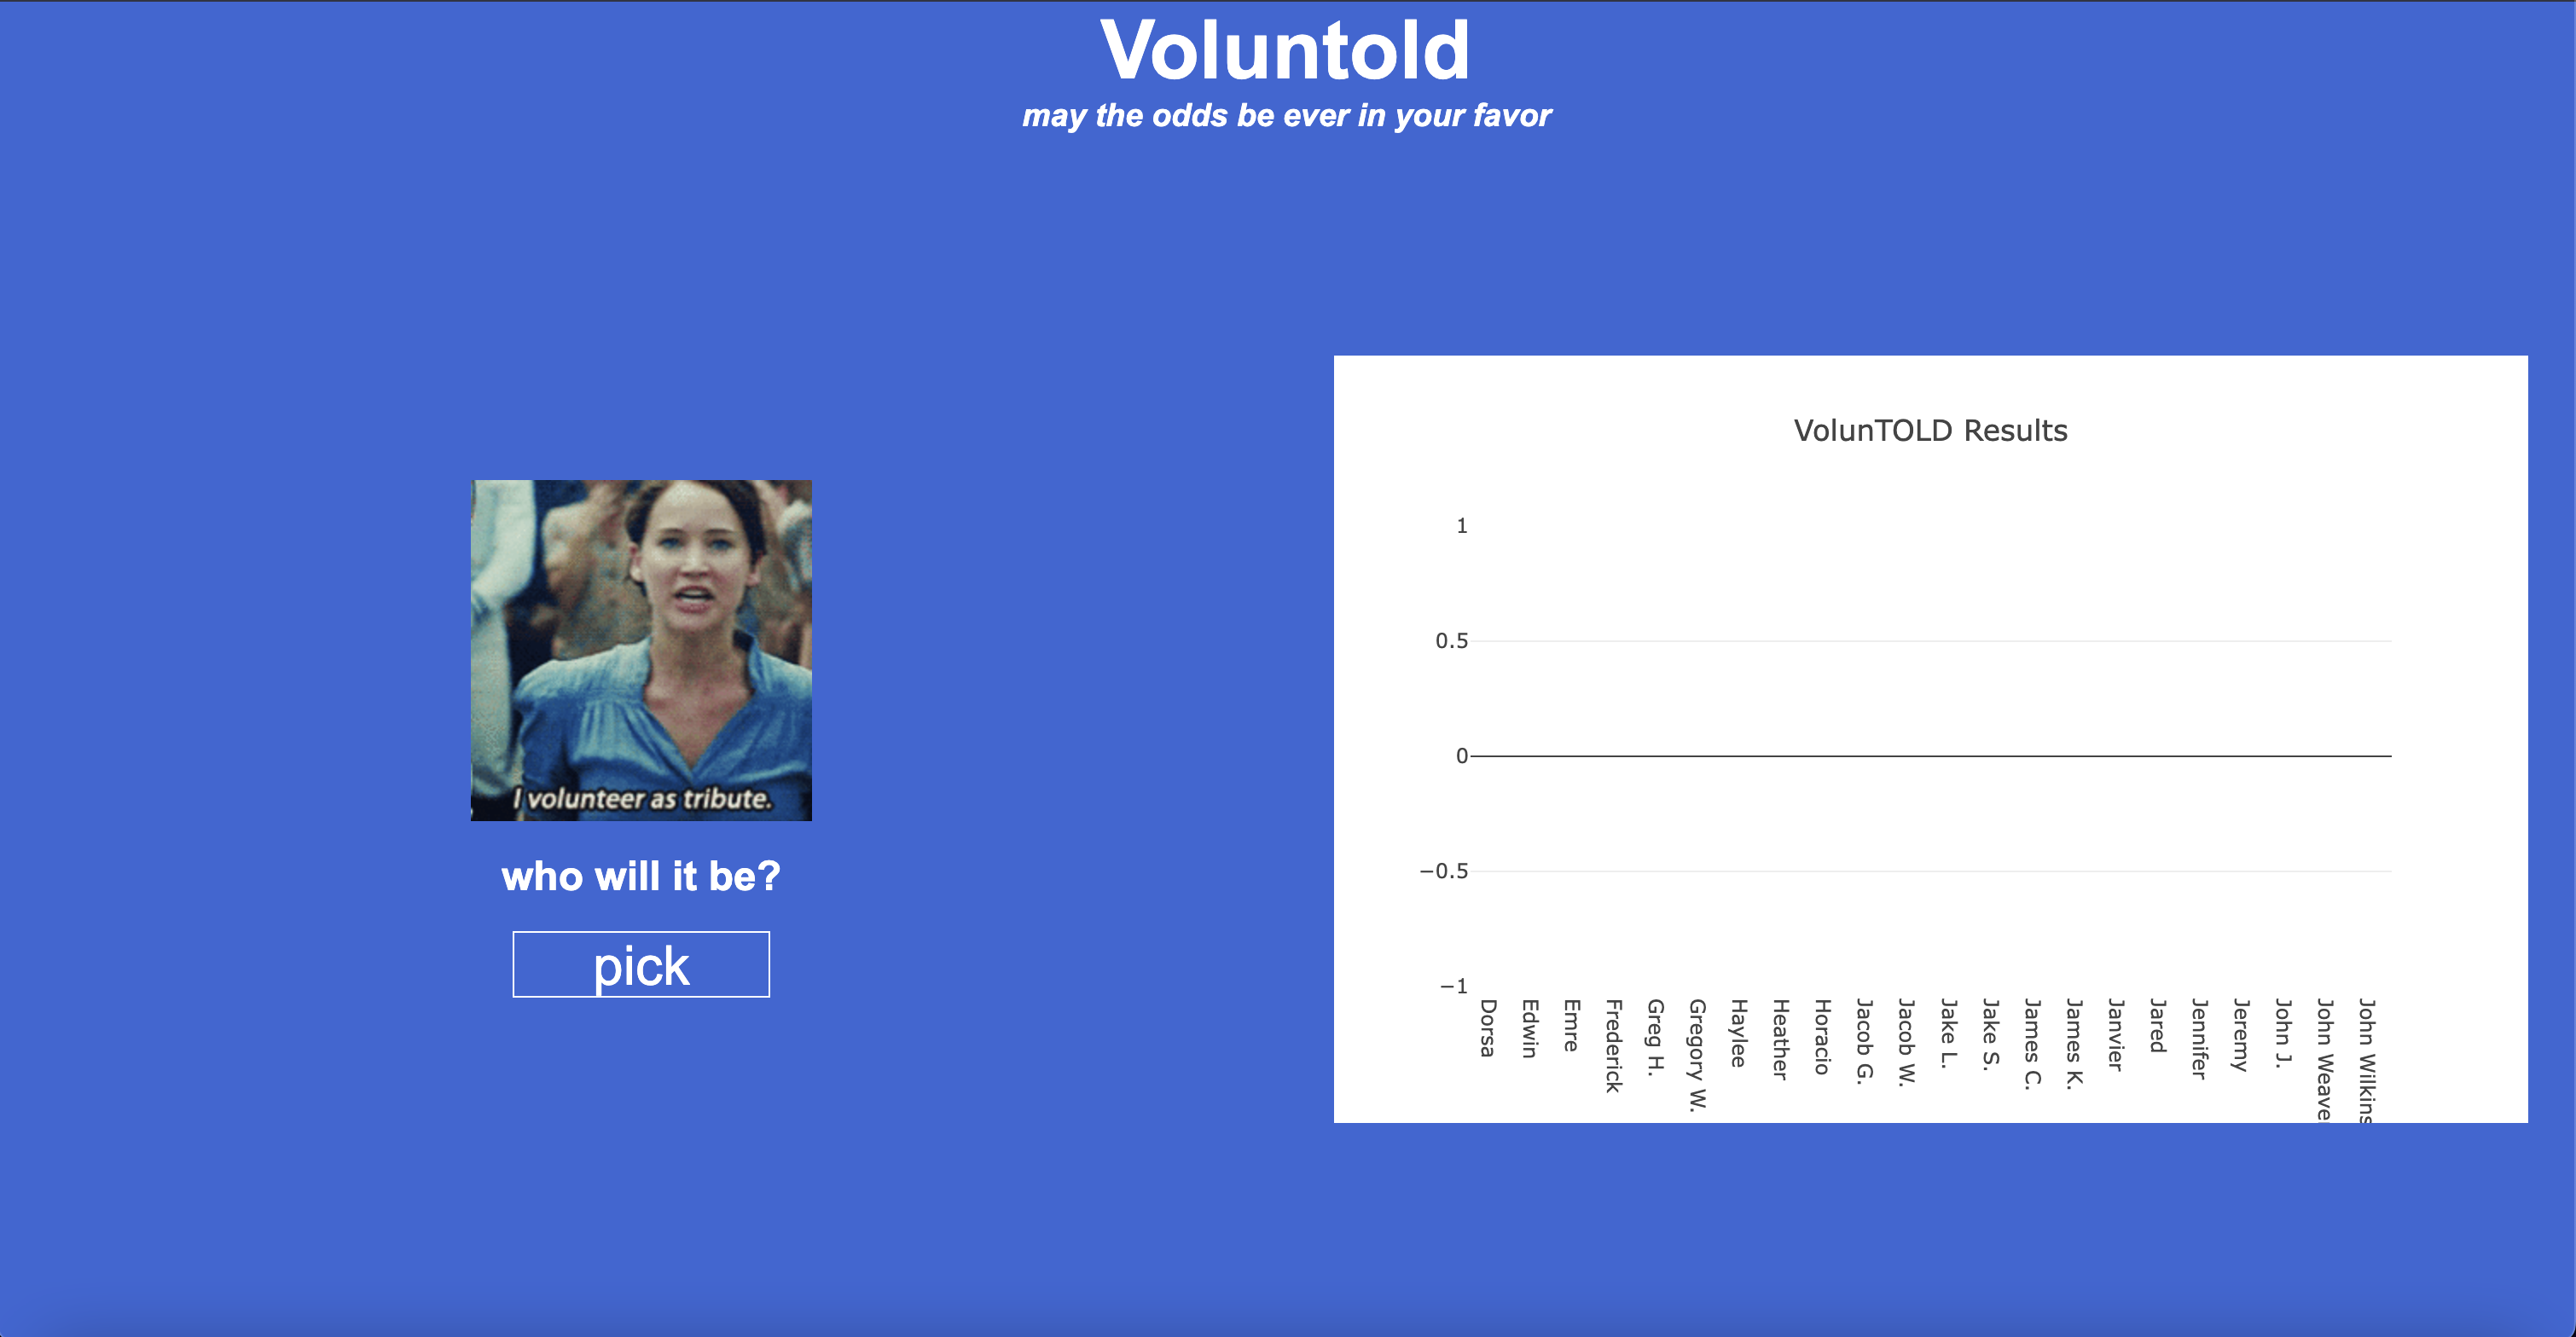 Voluntold
may the odds be ever in your favor
I volunteer as tribute.
who will it be?
pick
VolunTOLD Results
1
0.5
0
−0.5
−1
Dorsa
Edwin
Emre
Frederick
Greg H.
Gregory W.
Haylee
Heather
Horacio
Jacob G.
Jacob W.
Jake L.
Jake S.
James C.
James K.
Janvier
Jared
Jennifer
Jeremy
John J.
John Weave
John Wilkins